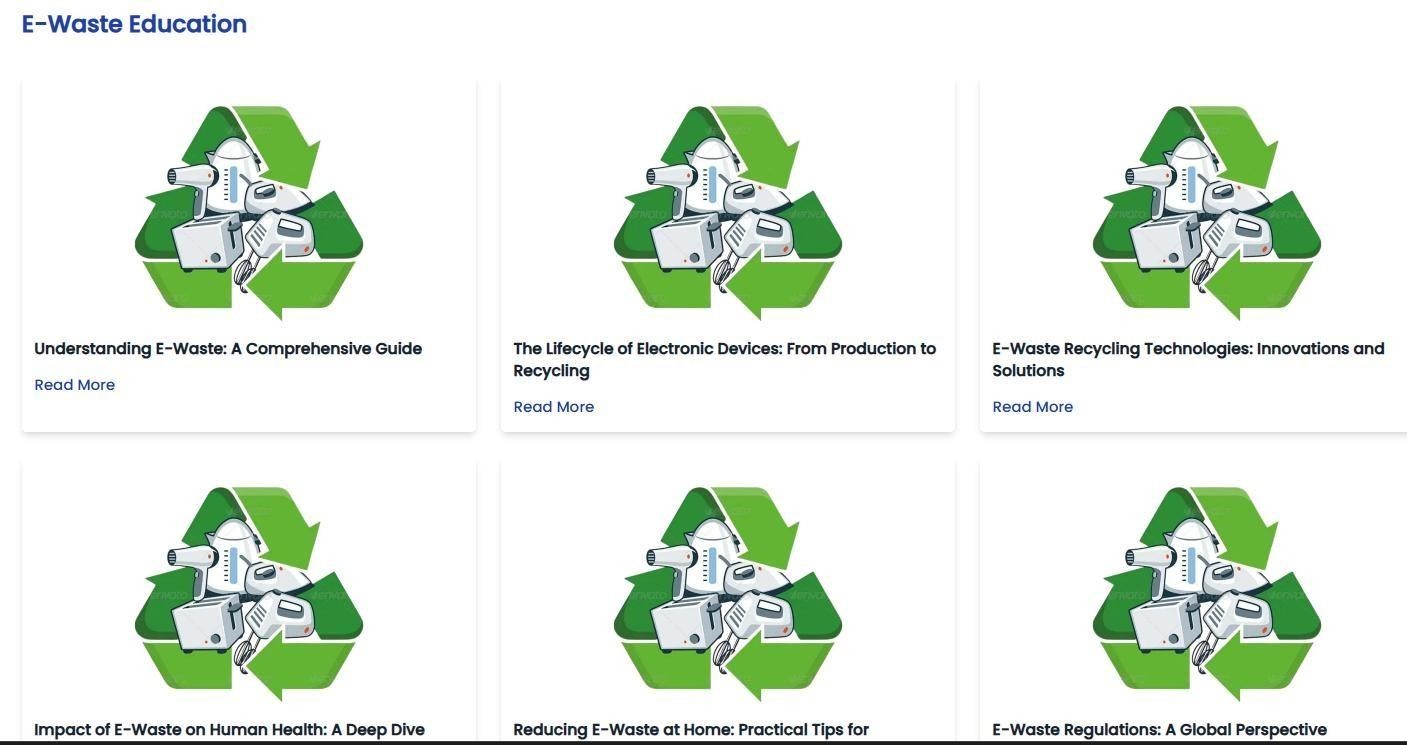 E-Waste Education
Understanding E-Waste: A Comprehensive Guide
Read More
The Lifecycle of Electronic Devices: From Production to
Recycling
Read More
E-Waste Recycling Technologies: Innovations and
Solutions
Read More
Impact of E-Waste on Human Health: A Deep Dive
Reducing E-Waste at Home: Practical Tips for
E-Waste Regulations: A Global Perspective